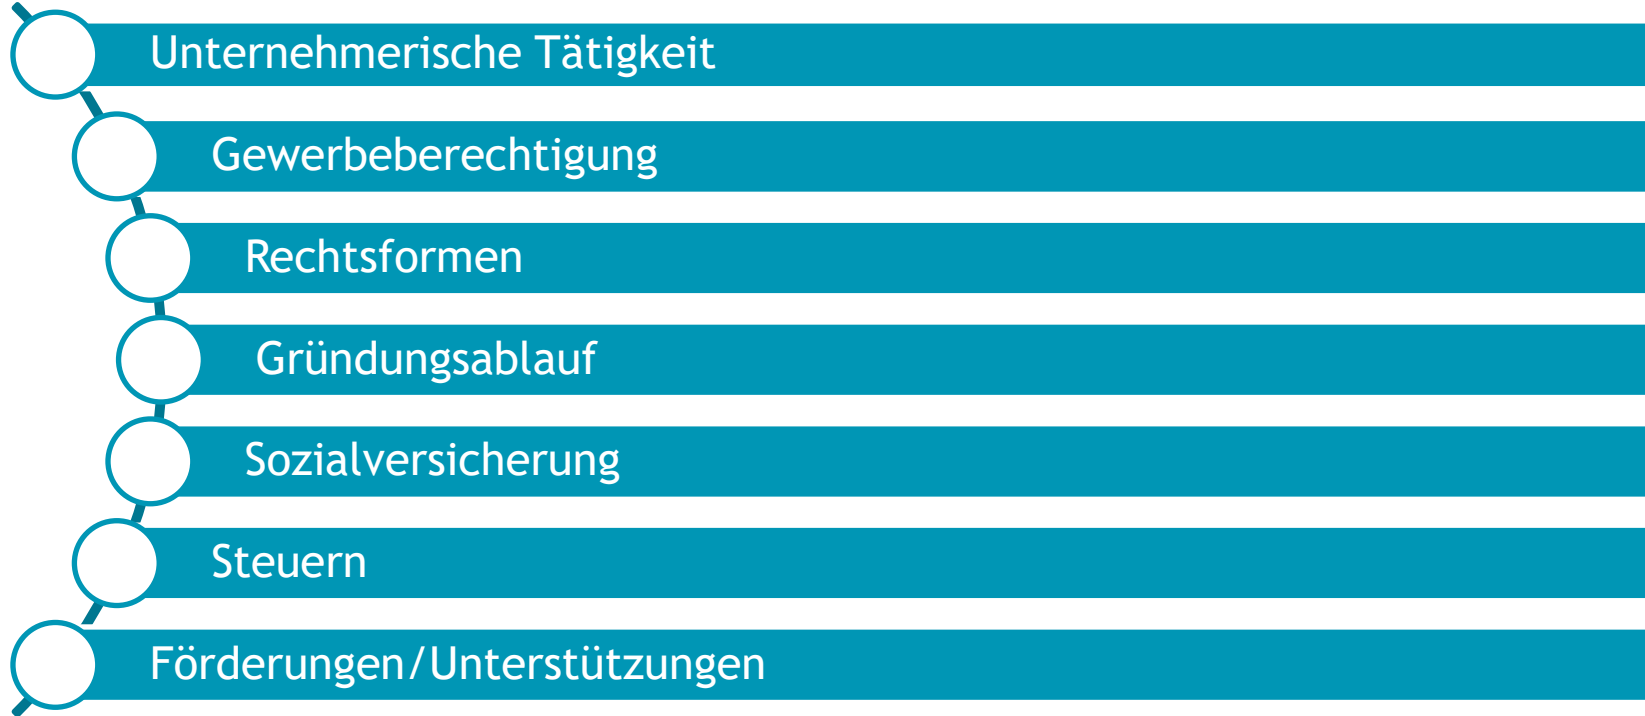 Unternehmerische Tätigkeit
Gewerbeberechtigung
Rechtsformen
Gründungsablauf
Sozialversicherung
Steuern
Förderungen/Unterstützungen